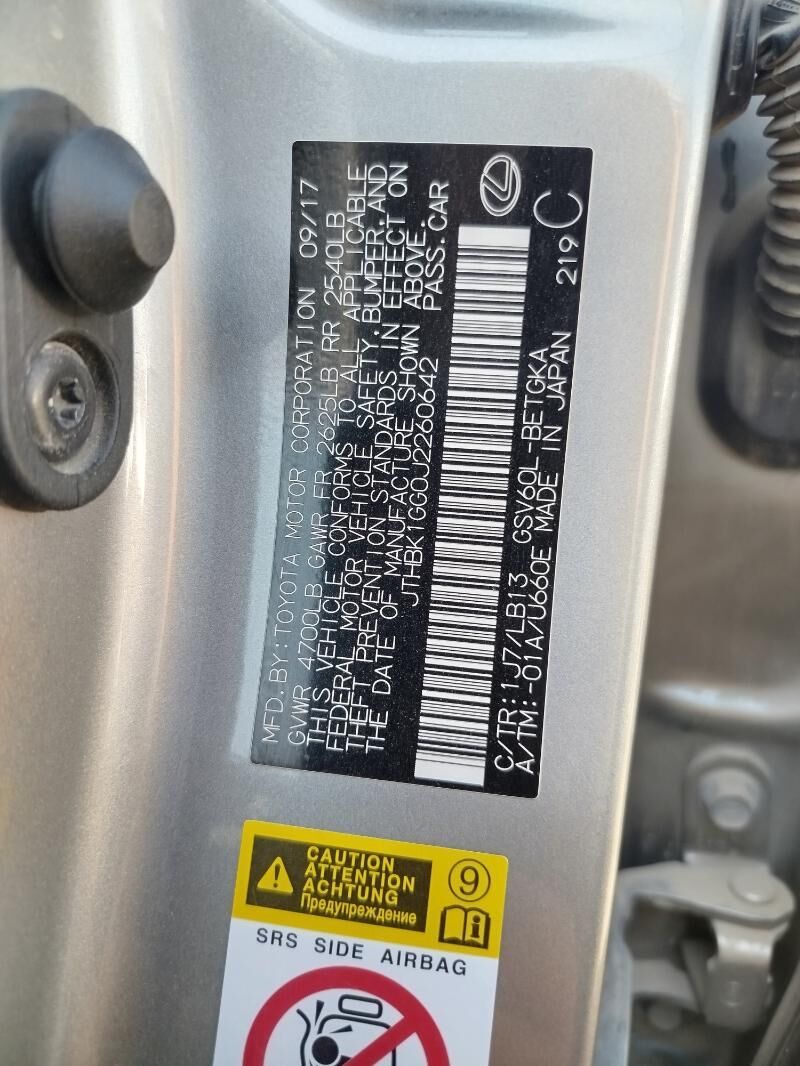 MFD.BY:TOYOTA MOTOR CORPORATION 09/17
GVWR 4700LB GAWR FR 2625LB RR 2540LB
THIS VEHICLE CONFORMS TO ALL APPLICABLE
FEDERAL MOTOR VEHICLE SAFETY,BUMPER,AND
THEFT PREVENTION STANDARDS IN EFFECT ON
THE DATE OF MANUFACTURE SHOWN ABOVE.
JTHBK1GG0J2260642 PASS.CAR
C/TR:1J7/LB13 GSV60L-BETGKA
A/TM:-01A/U660E MADE IN JAPAN 219 C
CAUTION
ATTENTION
ACHTUNG
Предупреждение
9
SRS SIDE AIRBAG